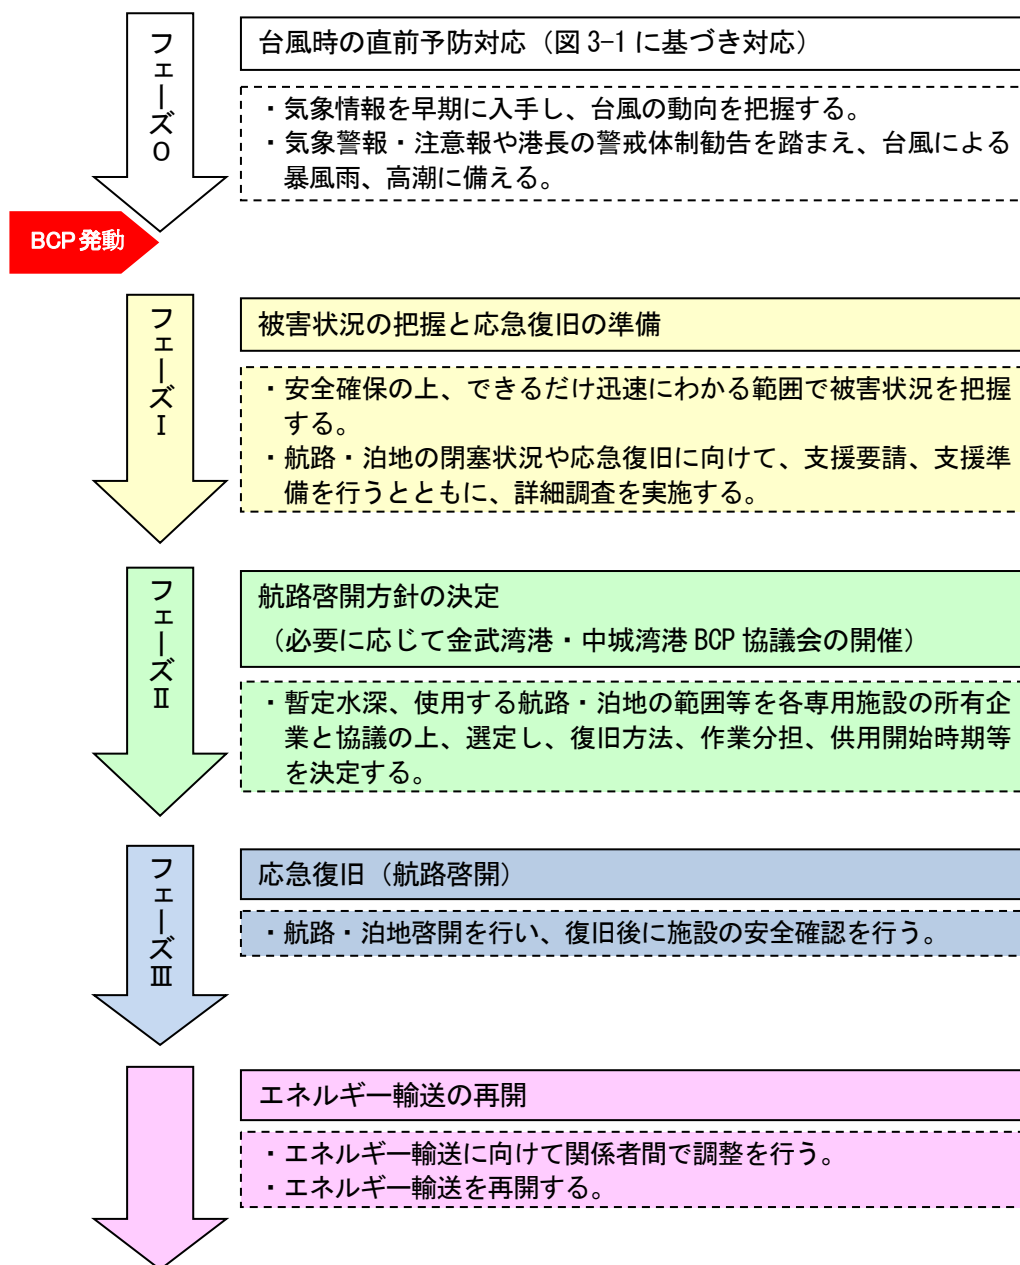 フェーズ0
台風時の直前予防対応（図 3-1 に基づき対応）
・気象情報を早期に入手し、台風の動向を把握する。
・気象警報・注意報や港長の警戒体制勧告を踏まえ、台風による
暴風雨、高潮に備える。
BCP 発動
フェーズⅠ
被害状況の把握と応急復旧の準備
・安全確保の上、できるだけ迅速にわかる範囲で被害状況を把握
する。
・航路・泊地の閉塞状況や応急復旧に向けて、支援要請、支援準
備を行うとともに、詳細調査を実施する。
フェーズⅡ
航路啓開方針の決定
（必要に応じて金武湾港・中城湾港 BCP 協議会の開催）
・暫定水深、使用する航路・泊地の範囲等を各専用施設の所有企
業と協議の上、選定し、復旧方法、作業分担、供用開始時期等
を決定する。
フェーズⅢ
応急復旧（航路啓開）
・航路・泊地啓開を行い、復旧後に施設の安全確認を行う。
エネルギー輸送の再開
・エネルギー輸送に向けて関係者間で調整を行う。
・エネルギー輸送を再開する。